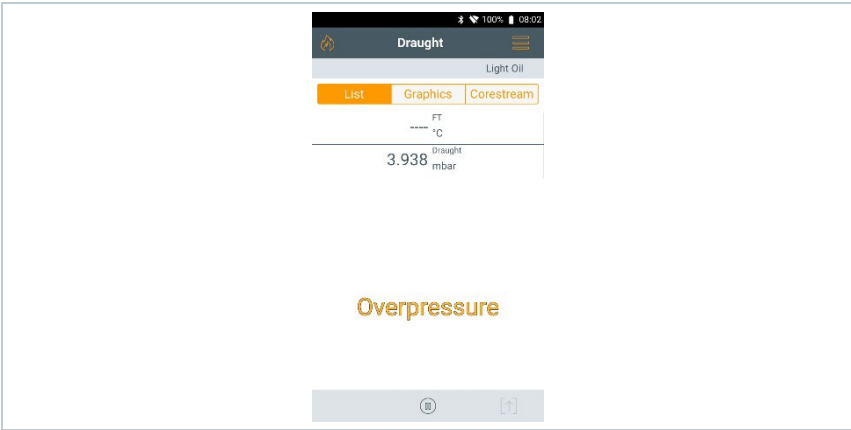 100% 08:02
Draught
Light Oil
List Graphics Corestream
FT
---- °C
Draught
3.938 mbar
Overpressure